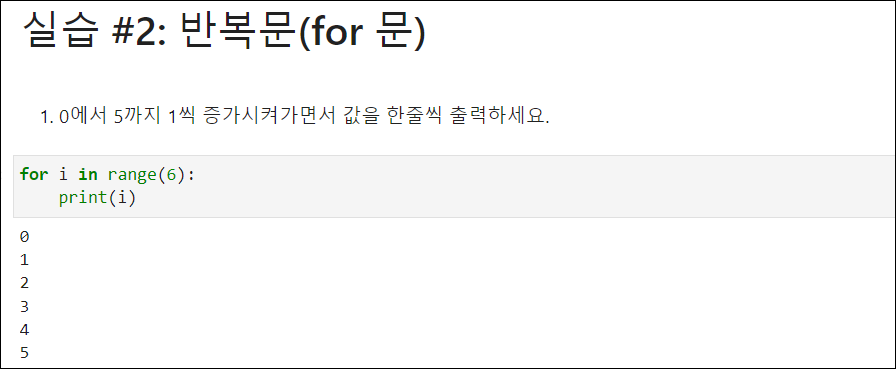 실습 #2: 반복문(for 문)
1. 0에서 5까지 1씩 증가시켜가면서 값을 한줄씩 출력하세요.
for i in range(6):
    print(i)
0
1
2
3
4
5